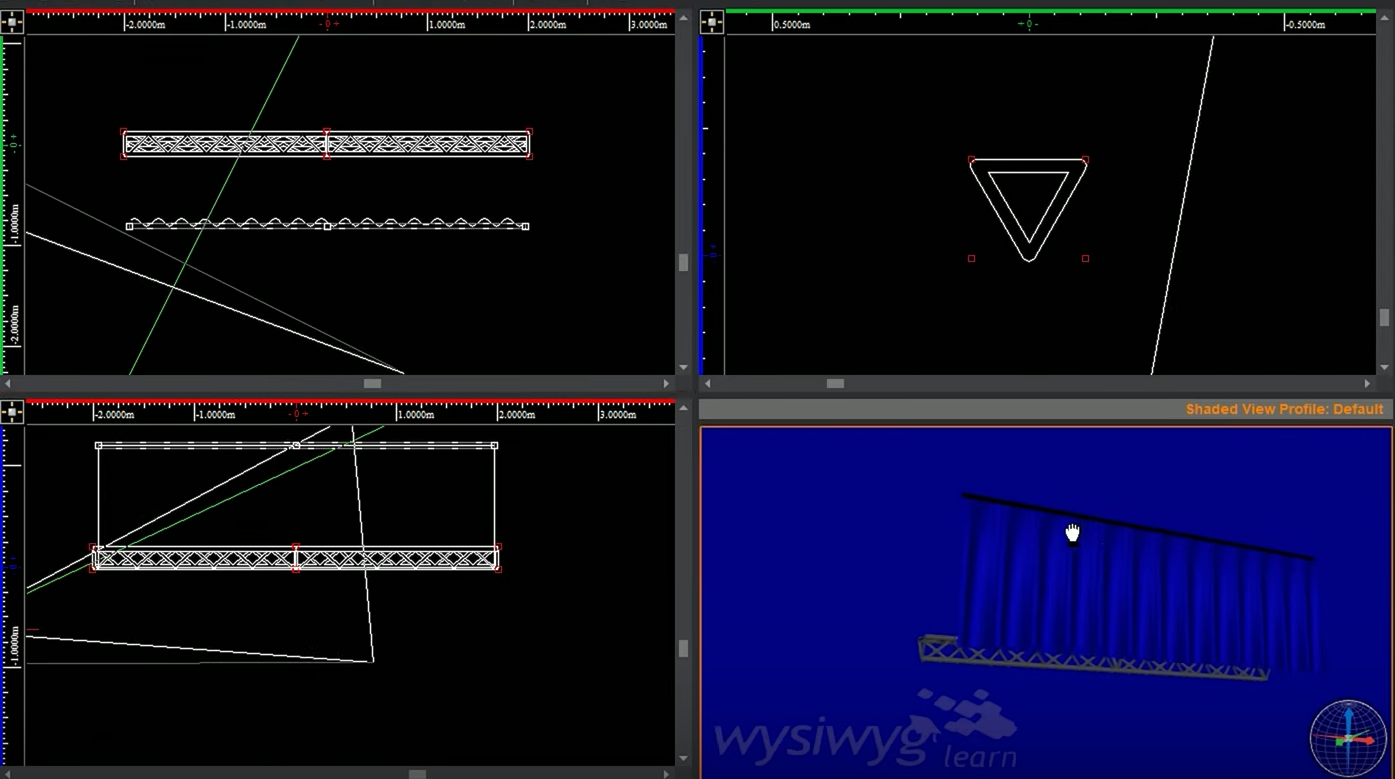 -2.0000m -1.0000m - 0 + 1.0000m 2.0000m 3.0000m
0.5000m + 0 - -0.5000m
- 0 +
-1.0000m
-2.0000m
- 0 +
-2.0000m -1.0000m - 0 + 1.0000m 2.0000m 3.0000m
Shaded View Profile: Default
- 0 +
-1.0000m
wysiwyg
learn